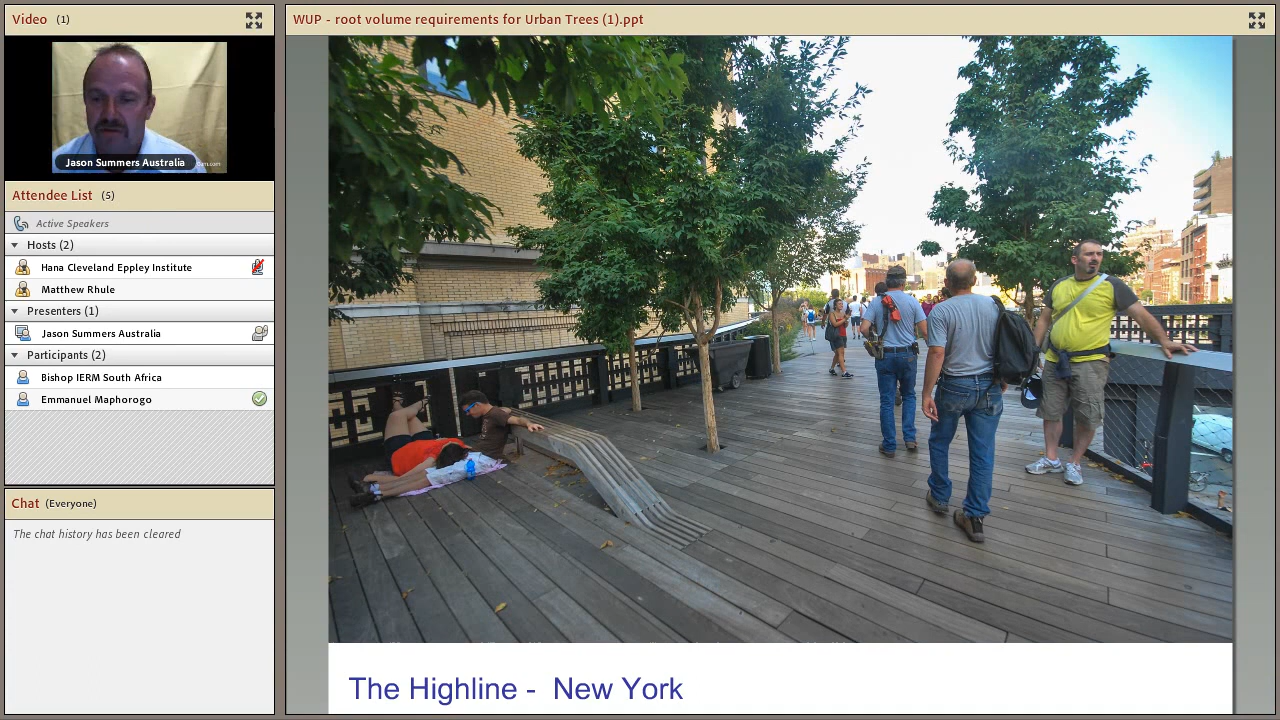 Video (1)
WUP - root volume requirements for Urban Trees (1).ppt
Jason Summers Australia
Attendee List (5)
Active Speakers
Hosts (2)
Hana Cleveland Eppley Institute
Matthew Rhule
Presenters (1)
Jason Summers Australia
Participants (2)
Bishop IERM South Africa
Emmanuel Maphorogo
Chat (Everyone)
The chat history has been cleared
The Highline - New York